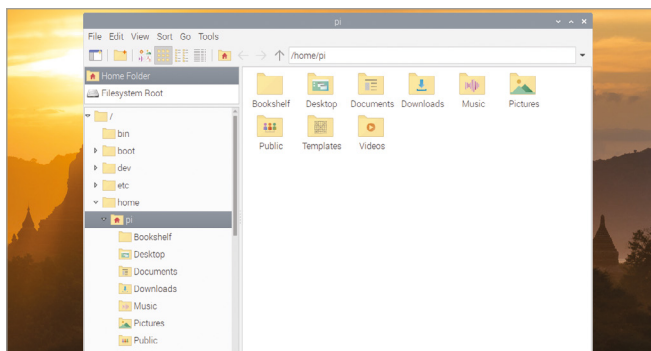 pi
File Edit View Sort Go Tools
/home/pi
Home Folder
Filesystem Root
/
bin
boot
dev
etc
home
pi
Bookshelf
Desktop
Documents
Downloads
Music
Pictures
Public
Bookshelf Desktop Documents Downloads Music Pictures
Public Templates Videos